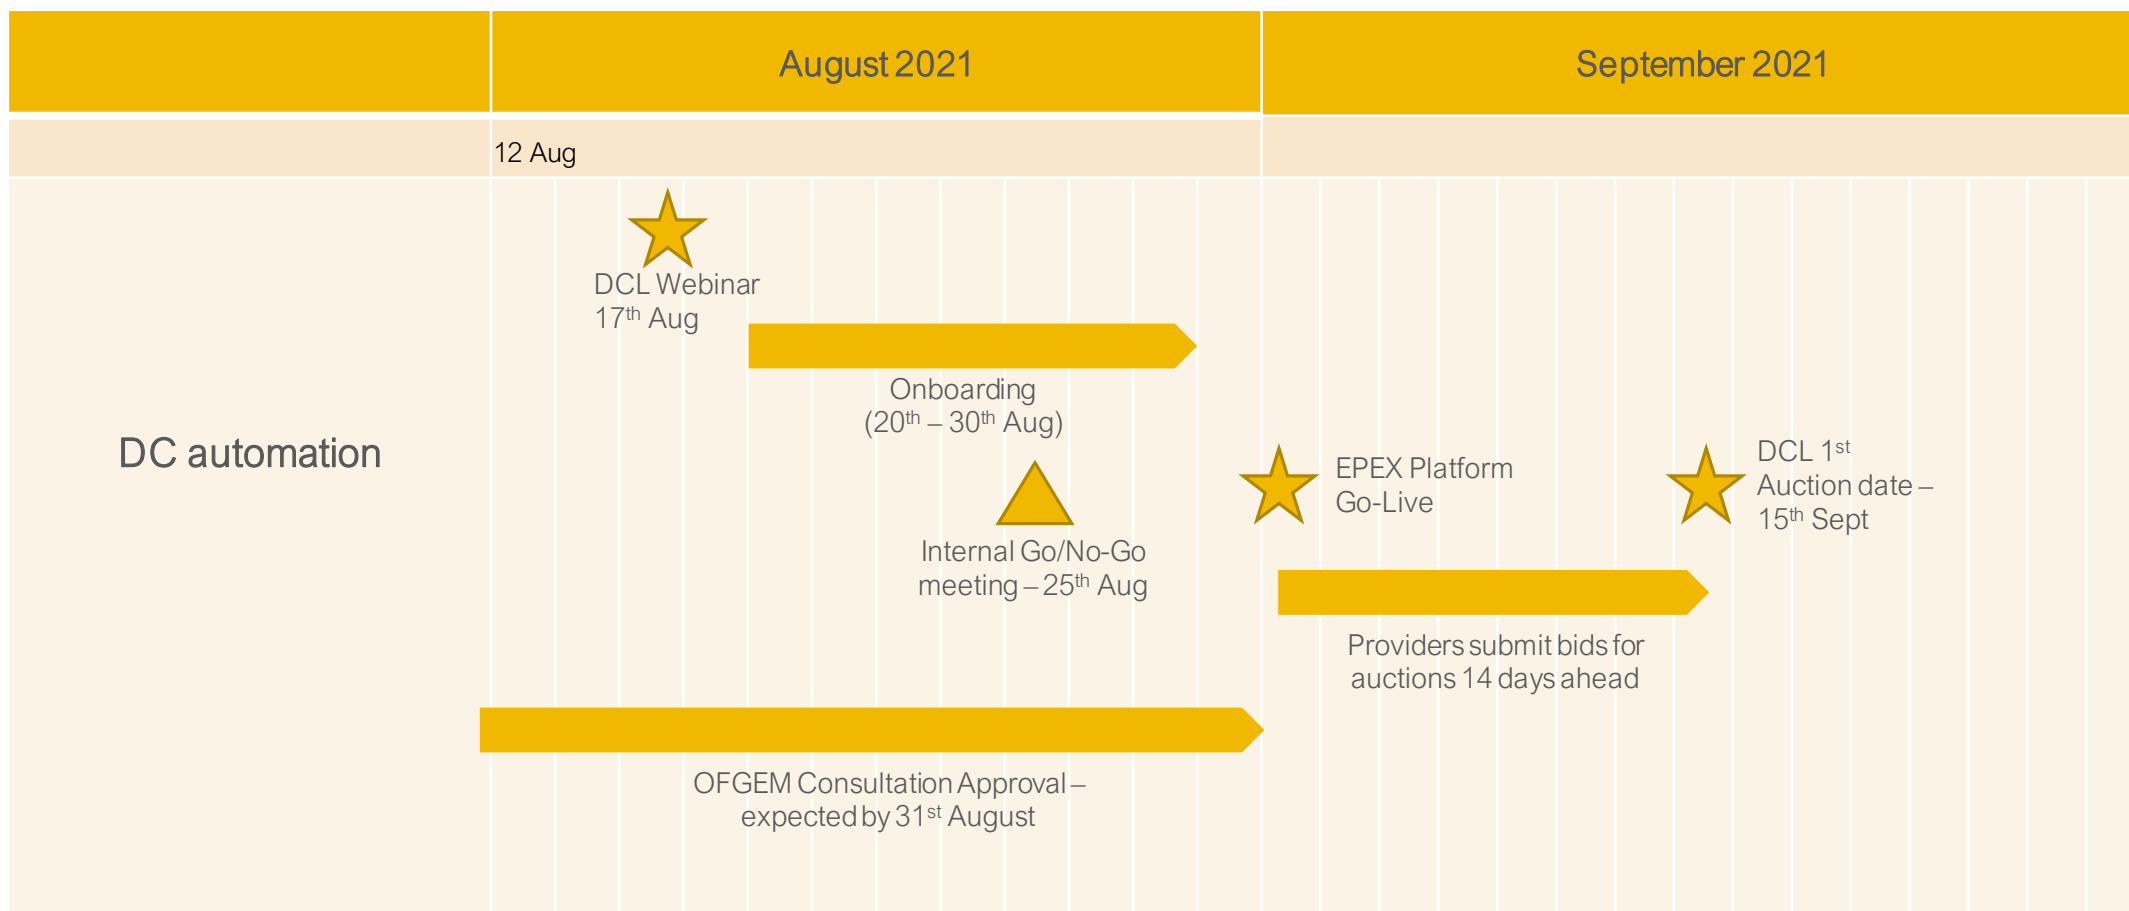 August 2021
September 2021
12 Aug
DCL Webinar
17th Aug
Onboarding
(20th – 30th Aug)
DC automation
EPEX Platform
Go-Live
DCL 1st
Auction date –
15th Sept
Internal Go/No-Go
meeting – 25th Aug
Providers submit bids for
auctions 14 days ahead
OFGEM Consultation Approval –
expected by 31st August